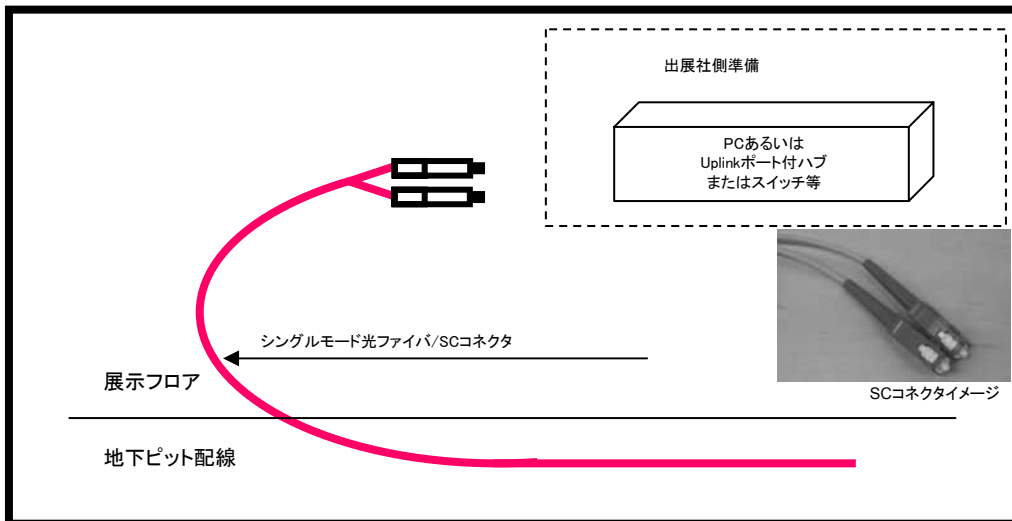 出展社側準備
PCあるいは
Uplinkポート付ハブ
またはスイッチ等
シングルモード光ファイバ/SCコネクタ
展示フロア
SCコネクタイメージ
地下ピット配線